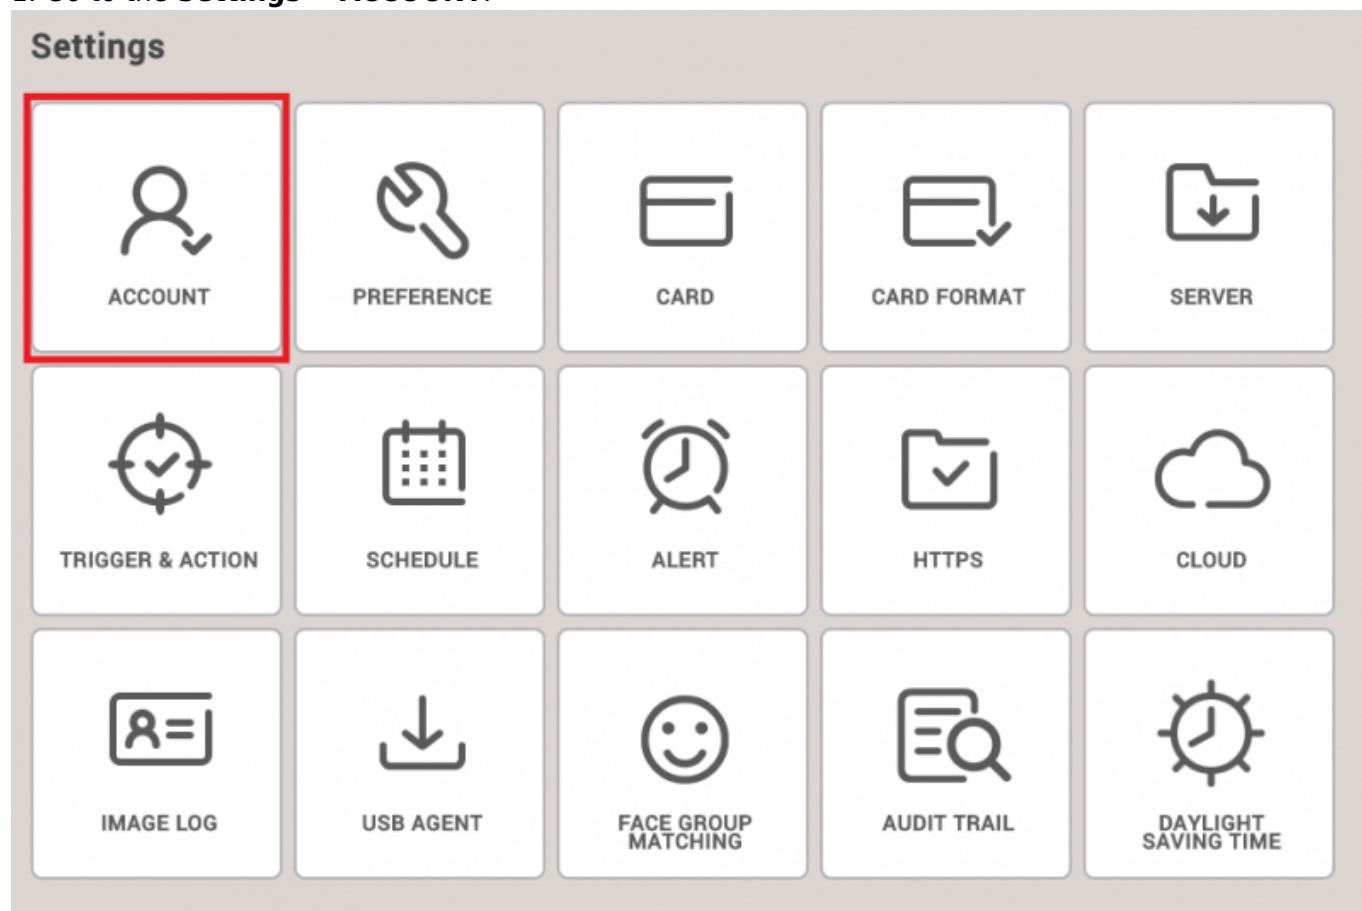 Settings
ACCOUNT
PREFERENCE
CARD
CARD FORMAT
SERVER
TRIGGER & ACTION
SCHEDULE
ALERT
HTTPS
CLOUD
IMAGE LOG
USB AGENT
FACE GROUP
MATCHING
AUDIT TRAIL
DAYLIGHT
SAVING TIME